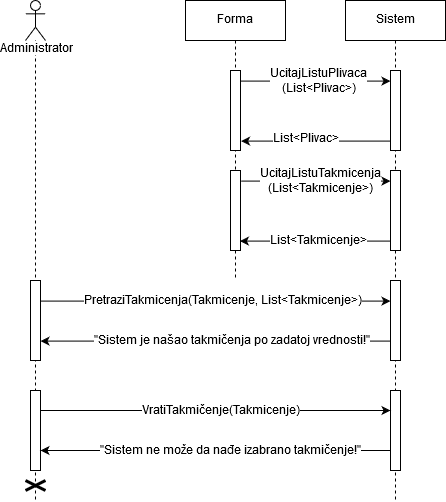 Forma
Sistem
Administrator
UcitajListuPlivaca
(List<Plivac>)
List<Plivac>
UcitajListuTakmicenja
(List<Takmicenje>)
List<Takmicenje>
PretraziTakmicenja(Takmicenje, List<Takmicenje>)
"Sistem je našao takmičenja po zadatoj vrednosti!"
VratiTakmičenje(Takmicenje)
"Sistem ne može da nađe izabrano takmičenje!"